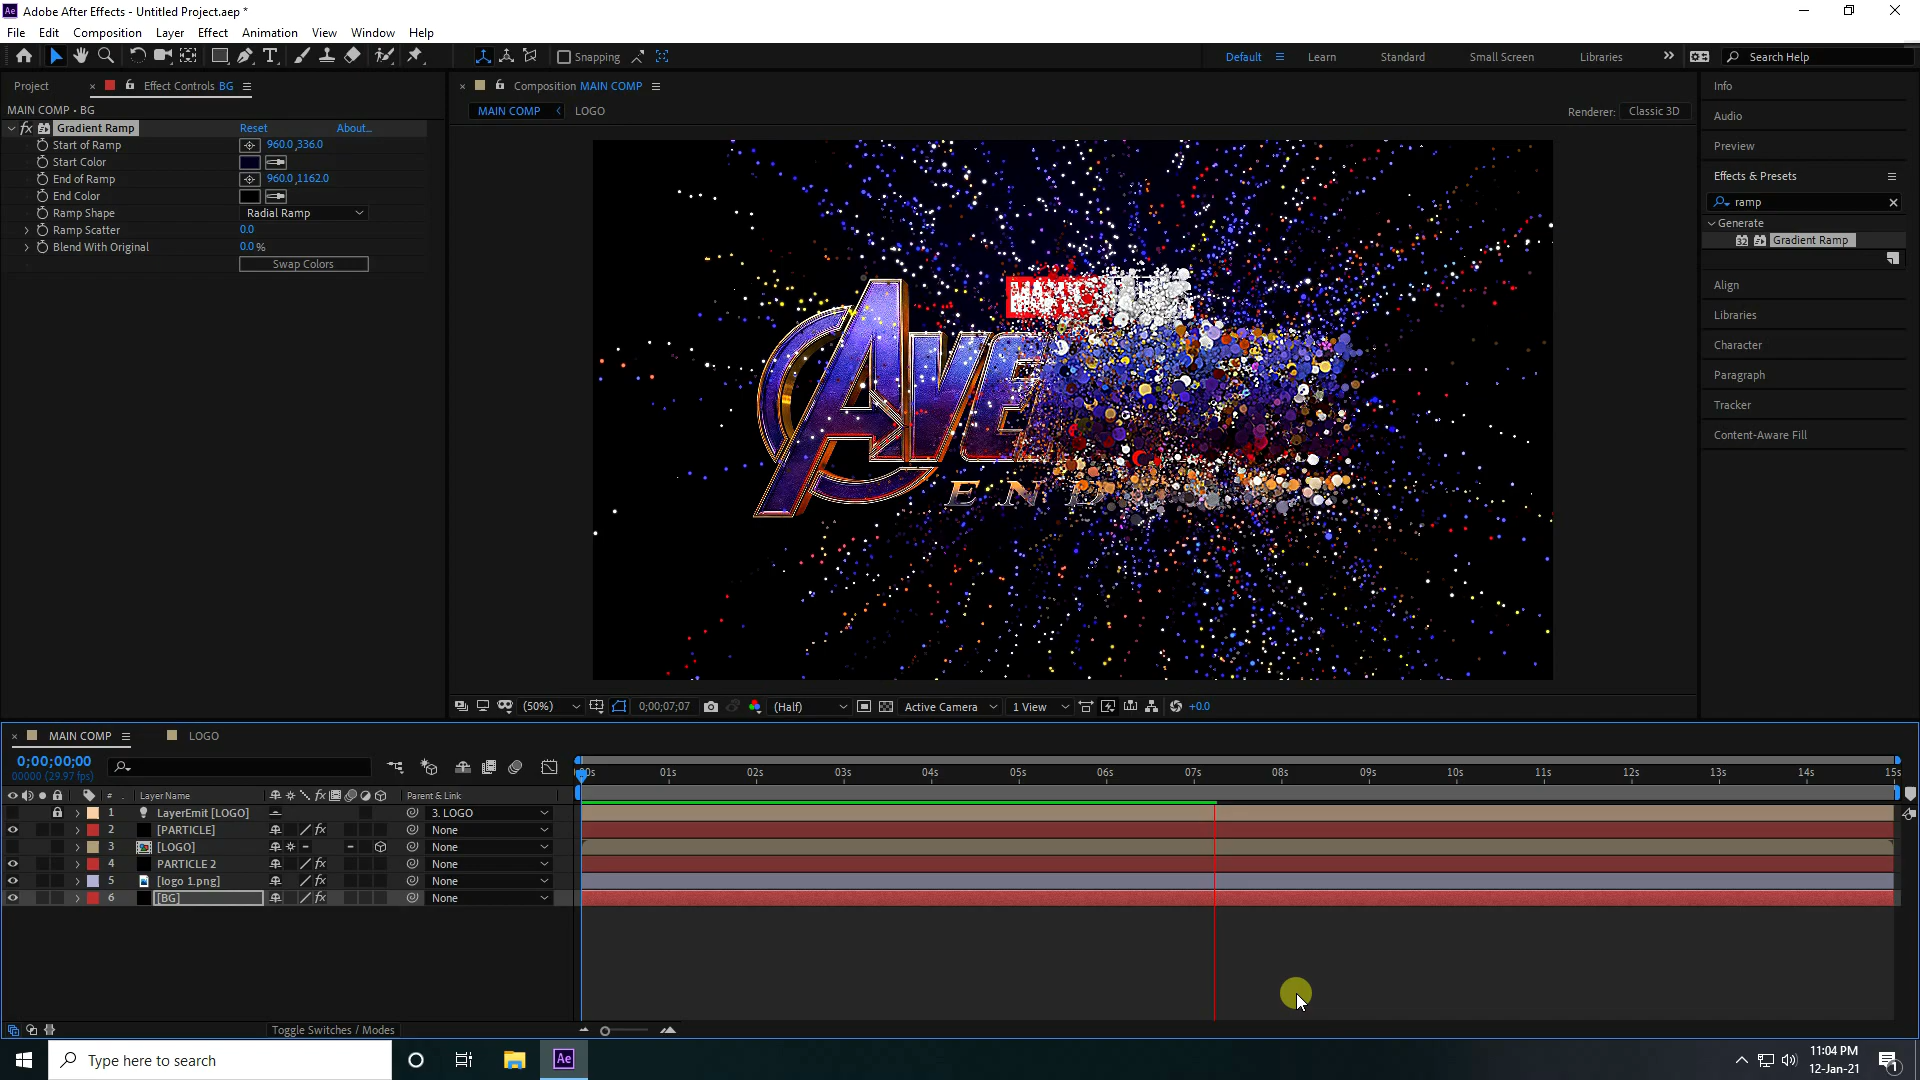 Adobe After Effects - Untitled Project.aep *
File Edit Composition Layer Effect Animation View Window Help
Snapping
Default Learn Standard Small Screen Libraries Search Help
Project
Effect Controls BG
MAIN COMP • BG
fx Gradient Ramp Reset About...
Start of Ramp 960.0, 336.0
Start Color
End of Ramp 960.0, 1162.0
End Color
Ramp Shape Radial Ramp
Ramp Scatter 0.0
Blend With Original 0.0 %
Swap Colors
Composition MAIN COMP
MAIN COMP LOGO
Renderer: Classic 3D
AVE
END
(50%) 0;00;07;07 (Half) Active Camera 1 View +0.0
Info
Audio
Preview
Effects & Presets
ramp
Generate
32 Gradient Ramp
Align
Libraries
Character
Paragraph
Tracker
Content-Aware Fill
MAIN COMP LOGO
0;00;00;00
00000 (29.97 fps)
01s 02s 03s 04s 05s 06s 07s 08s 09s 10s 11s 12s 13s 14s 15s
# Layer Name fx Parent & Link
1 LayerEmit [LOGO] 3. LOGO
2 [PARTICLE] fx None
3 [LOGO] None
4 PARTICLE 2 fx None
5 [logo 1.png] fx None
6 [BG] fx None
Toggle Switches / Modes
Type here to search
Ae
11:04 PM
12-Jan-21
1